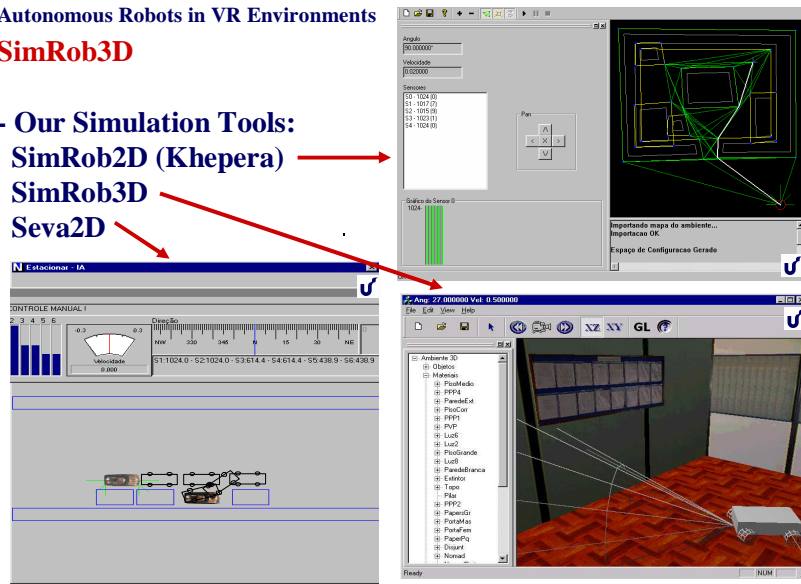 Autonomous Robots in VR Environments
SimRob3D
- Our Simulation Tools:
SimRob2D (Khepera)
SimRob3D
Seva2D
Angulo
90.000000°
Velocidade
0.020000
Sensores
S0 - 1024 (0)
S1 - 1017 (7)
S2 - 1015 (9)
S3 - 1023 (1)
S4 - 1024 (0)
Pan
< X >
Gráfico do Sensor 0
1024-
Importando mapa do ambiente...
Importacao OK
Espaço de Configuracao Gerado
Estacionar - IA
CONTROLE MANUAL !
2 3 4 5 6
-0.3 0.3
Velocidade
0.000
Direção
NW 330 345 N 15 30 NE
S1:1024.0 - S2:1024.0 - S3:614.4 - S4:614.4 - S5:438.9 - S6:438.9
Ang: 27.000000 Vel: 0.500000
File Edit View Help
XZ XY GL
Ambiente 3D
Objetos
Materiais
PisoMedio
PPP4
ParedeExt
PisoCorr
PPP1
PVP
Luz6
Luz2
PisoGrande
Luz8
ParedeBranca
Extintor
Topo
Pilar
PPP2
PapersGr
PortaMas
PortaFem
PaperPq
Disjunt
Nomad
Ready
NUM